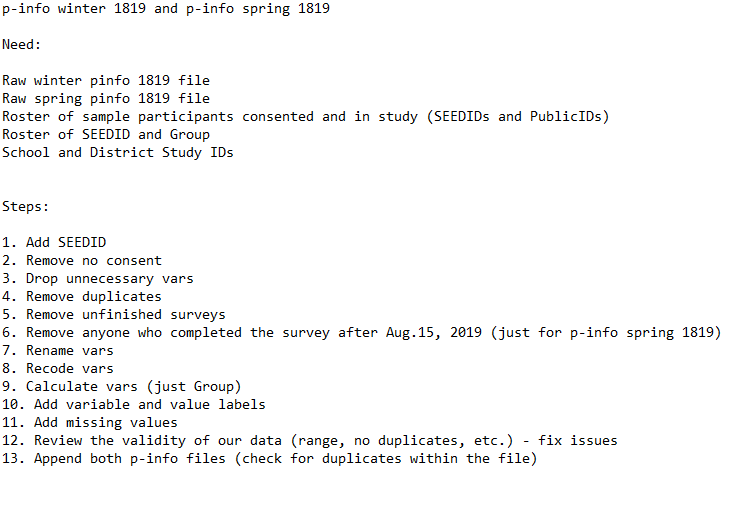 p-info winter 1819 and p-info spring 1819
Need:
Raw winter pinfo 1819 file
Raw spring pinfo 1819 file
Roster of sample participants consented and in study (SEEDIDs and PublicIDs)
Roster of SEEDID and Group
School and District Study IDs
Steps:
1. Add SEEDID
2. Remove no consent
3. Drop unnecessary vars
4. Remove duplicates
5. Remove unfinished surveys
6. Remove anyone who completed the survey after Aug.15, 2019 (just for p-info spring 1819)
7. Rename vars
8. Recode vars
9. Calculate vars (just Group)
10. Add variable and value labels
11. Add missing values
12. Review the validity of our data (range, no duplicates, etc.) - fix issues
13. Append both p-info files (check for duplicates within the file)